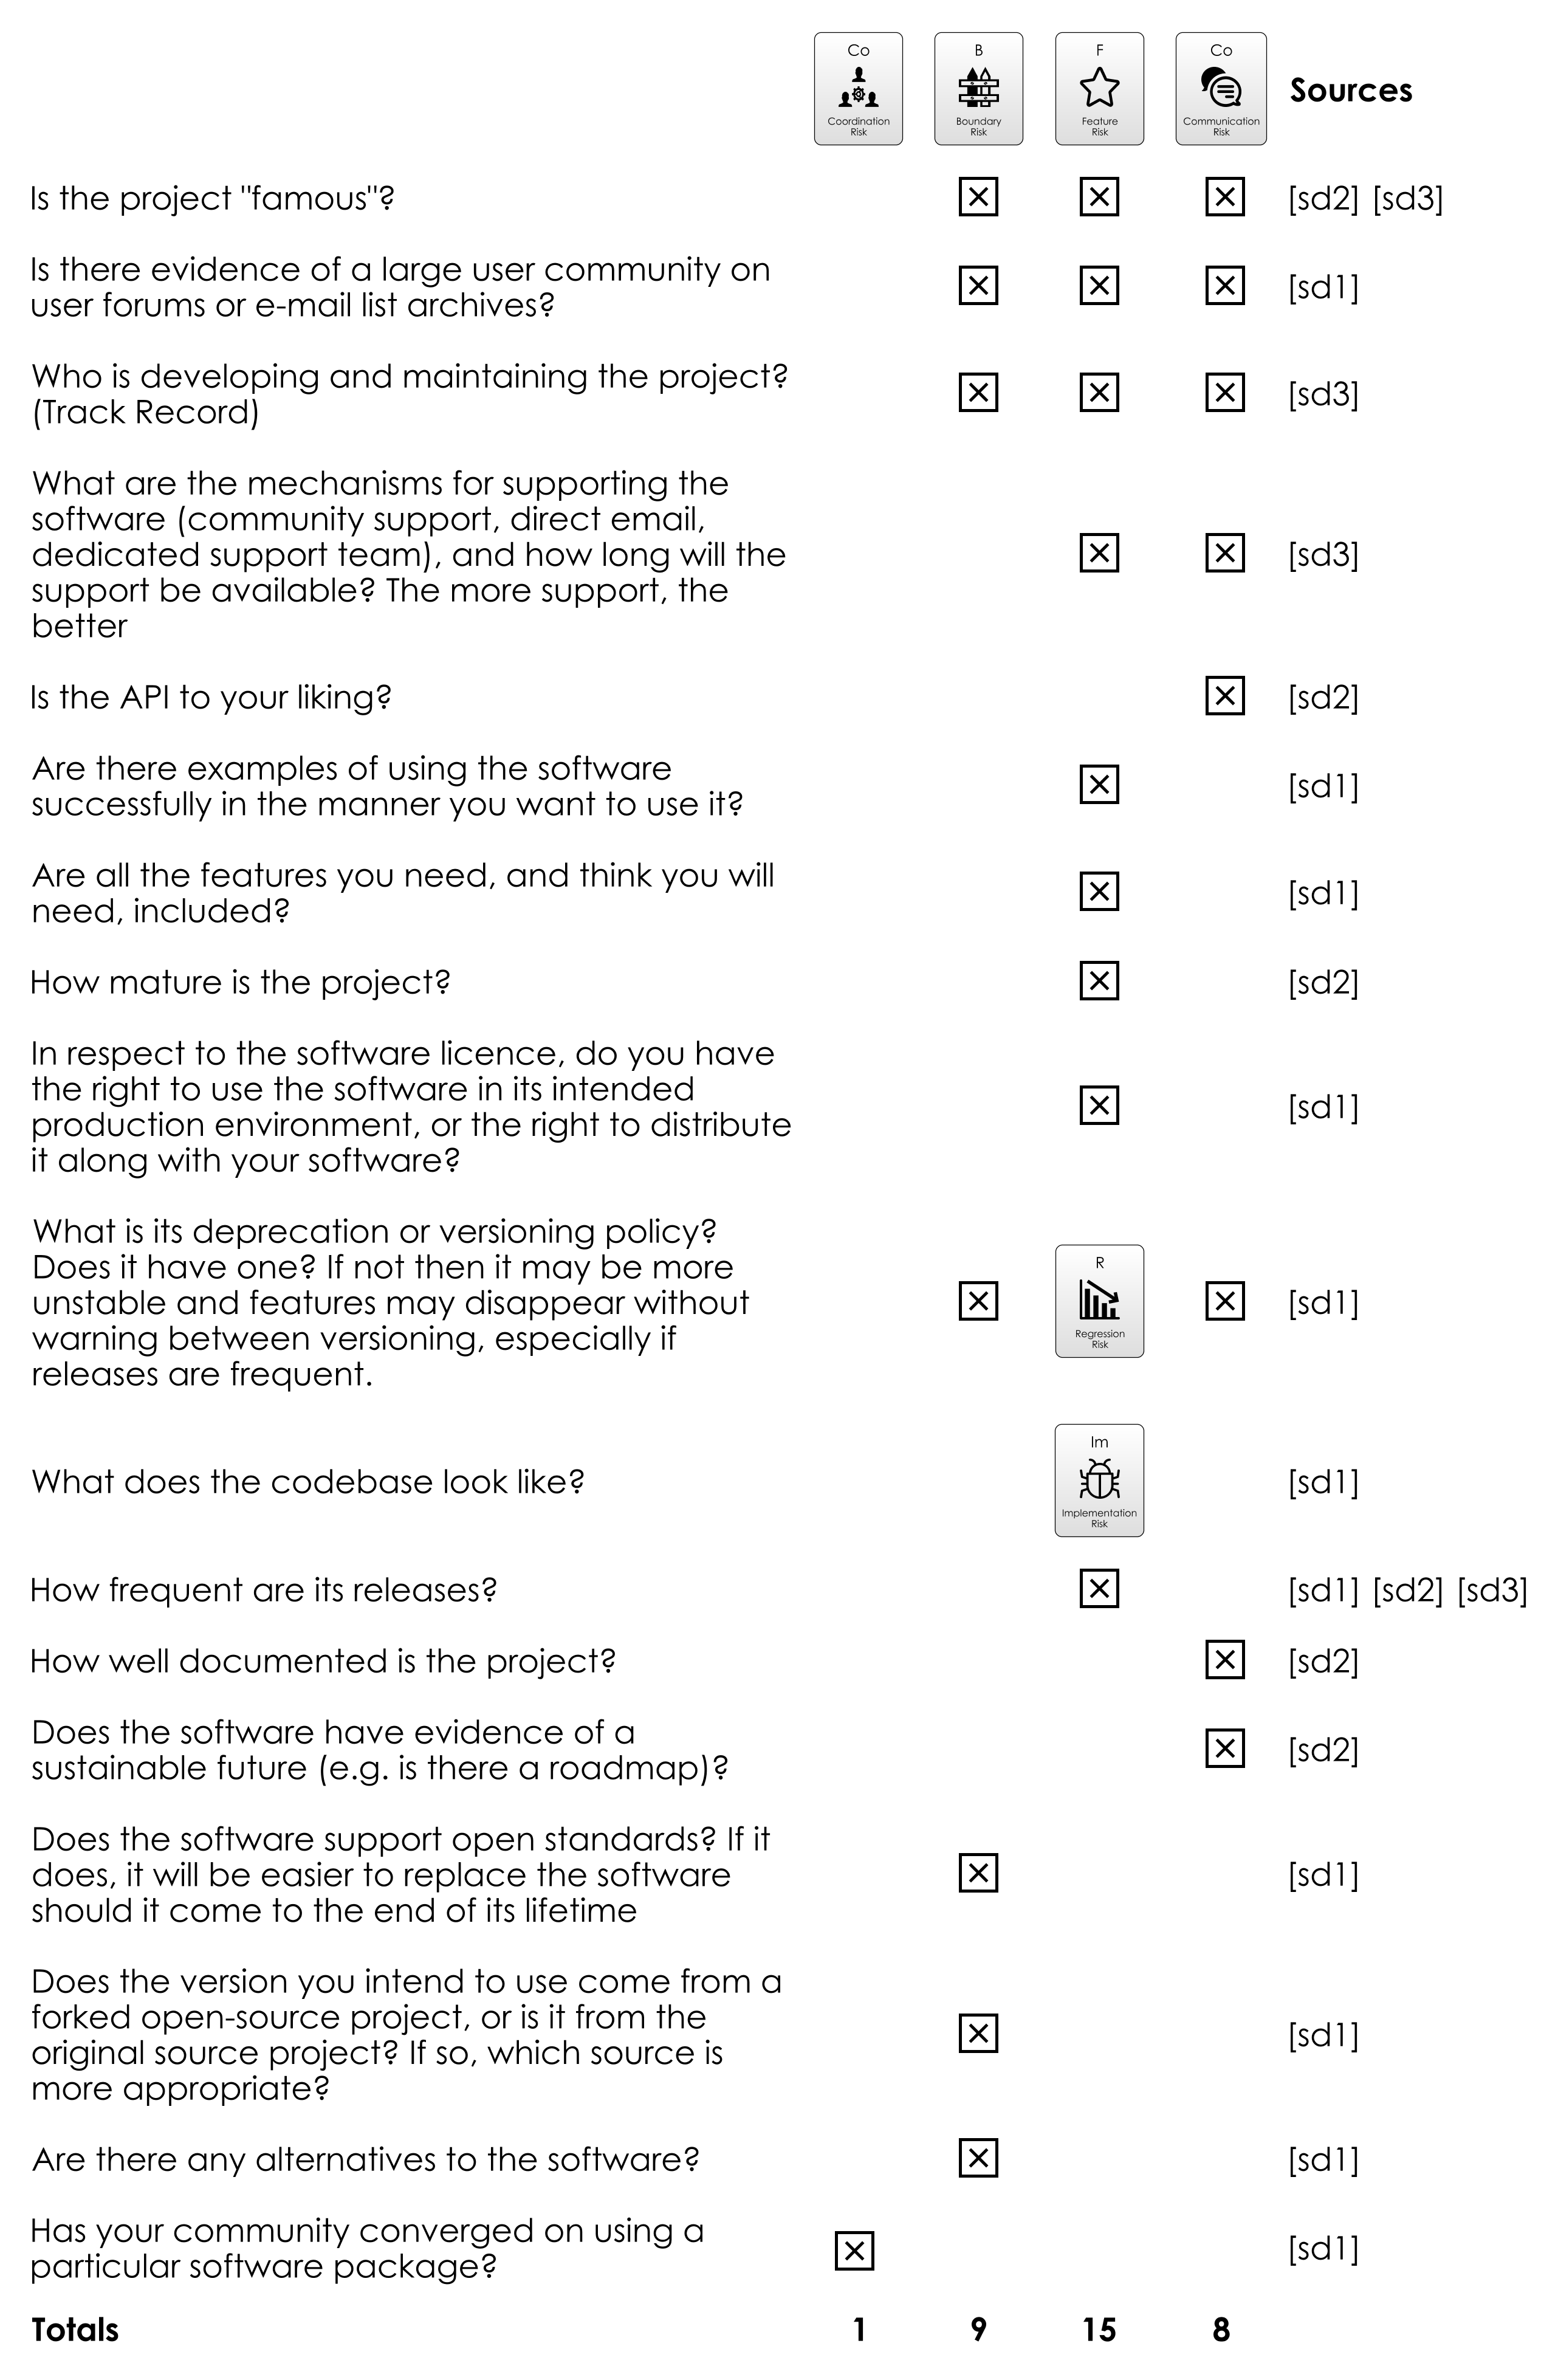 Co B F Co
Coordination Risk Boundary Risk Feature Risk Communication Risk Sources
Is the project "famous"? [sd2] [sd3]
Is there evidence of a large user community on
user forums or e-mail list archives? [sd1]
Who is developing and maintaining the project?
(Track Record) [sd3]
What are the mechanisms for supporting the
software (community support, direct email,
dedicated support team), and how long will the [sd3]
support be available? The more support, the
better
Is the API to your liking? [sd2]
Are there examples of using the software
successfully in the manner you want to use it? [sd1]
Are all the features you need, and think you will
need, included? [sd1]
How mature is the project? [sd2]
In respect to the software licence, do you have
the right to use the software in its intended
production environment, or the right to distribute [sd1]
it along with your software?
What is its deprecation or versioning policy?
Does it have one? If not then it may be more
unstable and features may disappear without [sd1]
warning between versioning, especially if
releases are frequent.
R
Regression
Risk
Im
What does the codebase look like? [sd1]
Implementation
Risk
How frequent are its releases? [sd1] [sd2] [sd3]
How well documented is the project? [sd2]
Does the software have evidence of a
sustainable future (e.g. is there a roadmap)? [sd2]
Does the software support open standards? If it
does, it will be easier to replace the software [sd1]
should it come to the end of its lifetime
Does the version you intend to use come from a
forked open-source project, or is it from the
original source project? If so, which source is [sd1]
more appropriate?
Are there any alternatives to the software? [sd1]
Has your community converged on using a
particular software package? [sd1]
Totals 1 9 15 8